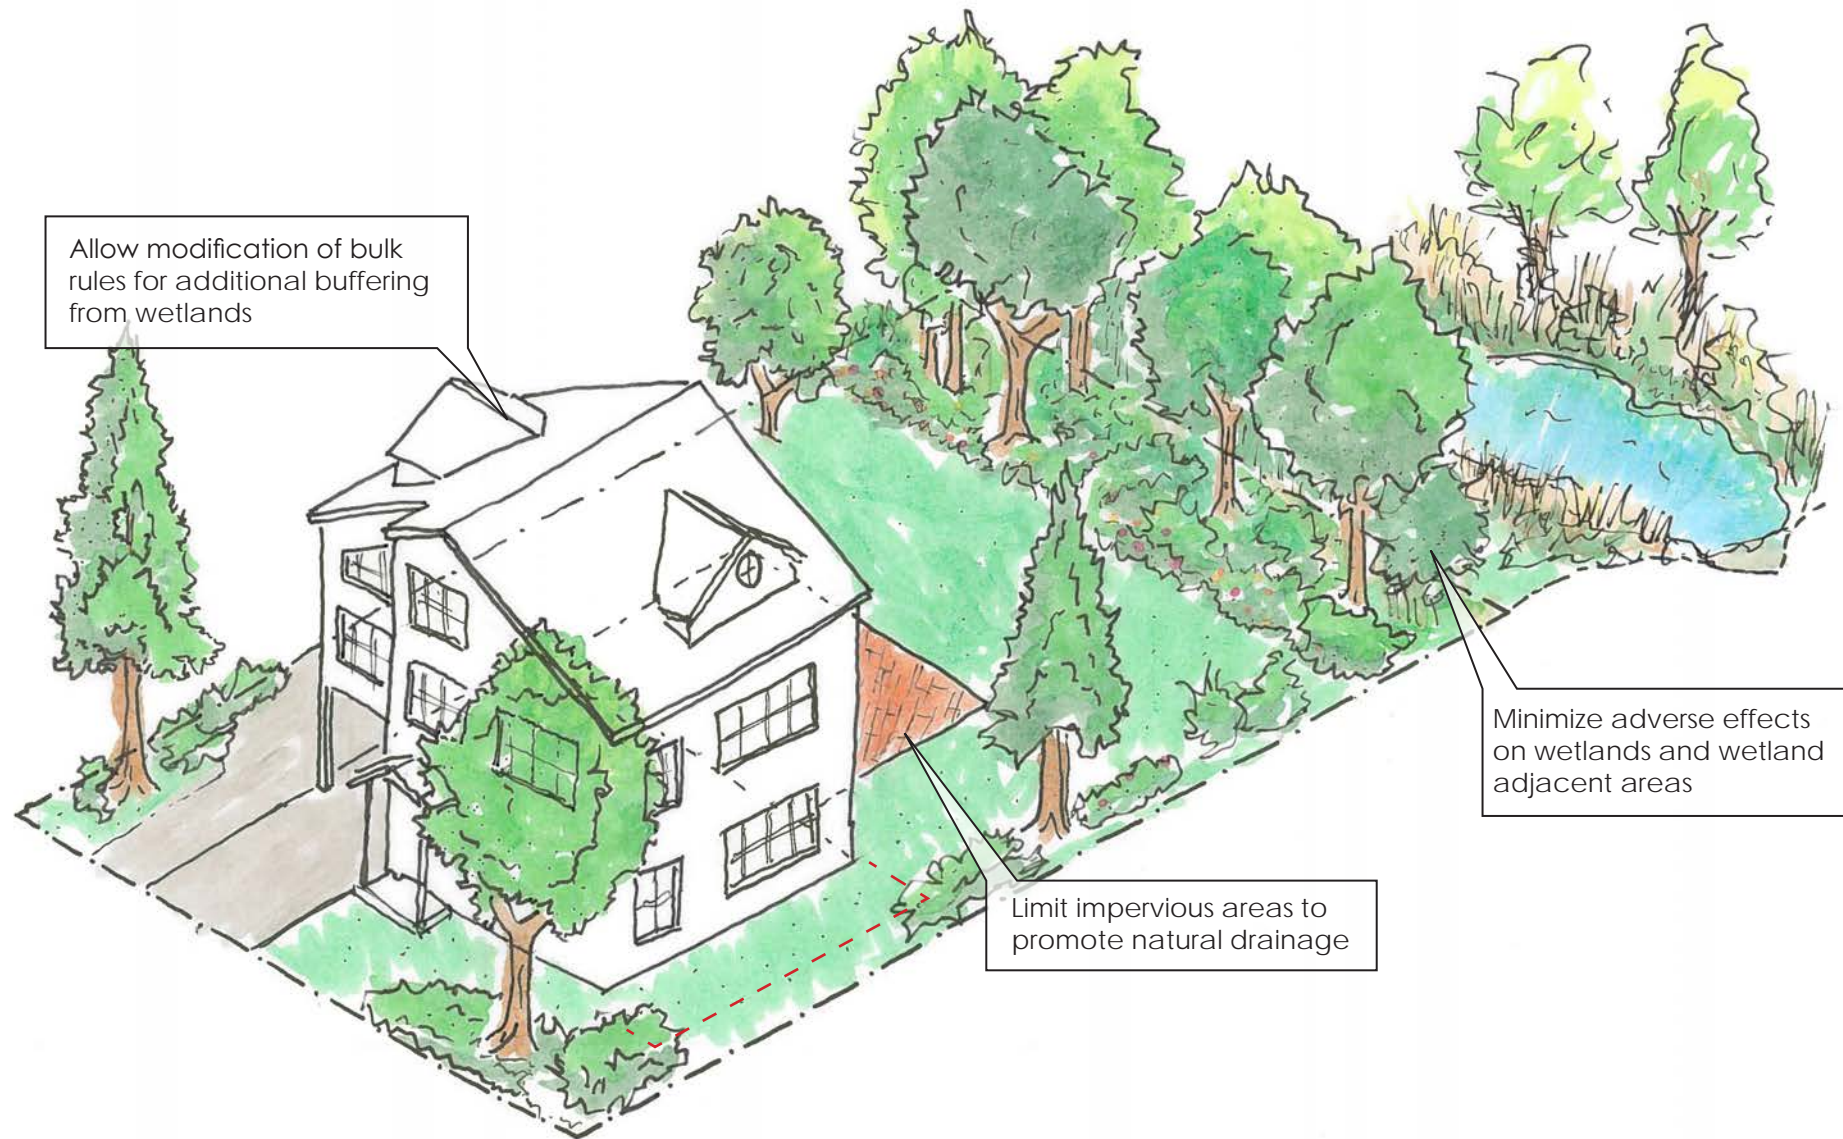 Allow modification of bulk
rules for additional buffering
from wetlands
Minimize adverse effects
on wetlands and wetland
adjacent areas
Limit impervious areas to
promote natural drainage